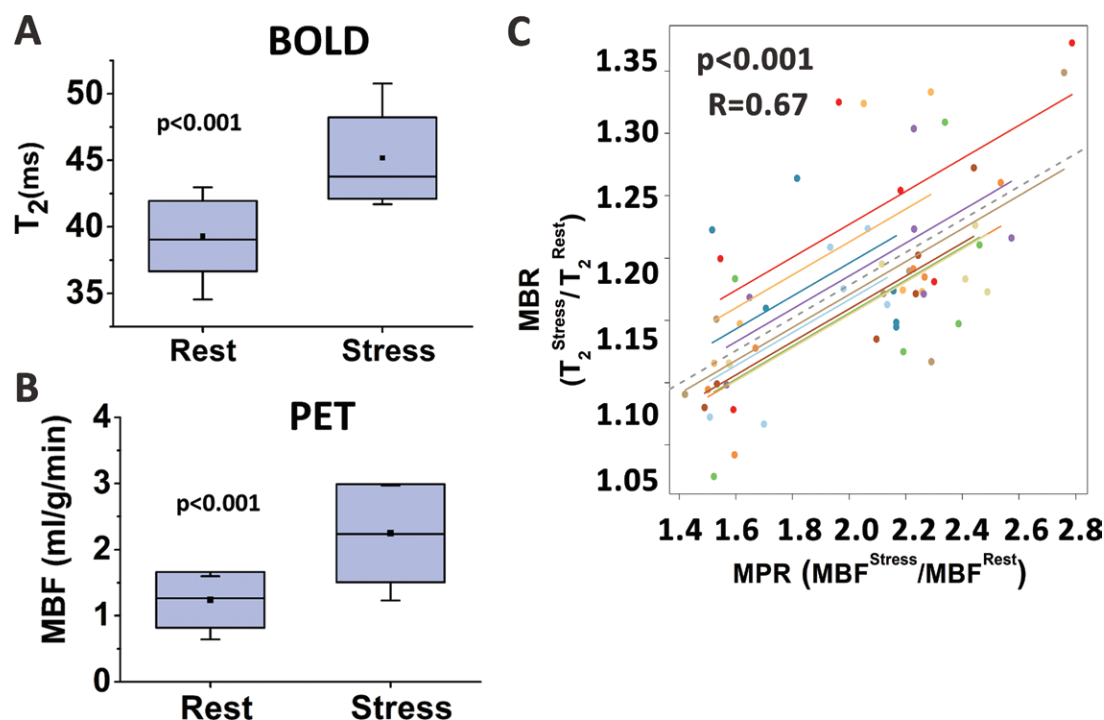 A
BOLD
p<0.001
T2(ms)
50
45
40
35
Rest
Stress
B
PET
p<0.001
MBF (ml/g/min)
4
3
2
1
0
Rest
Stress
C
p<0.001
R=0.67
MBR
(T2Stress/T2Rest)
1.35
1.30
1.25
1.20
1.15
1.10
1.05
1.4 1.6 1.8 2.0 2.2 2.4 2.6 2.8
MPR (MBFStress/MBFRest)